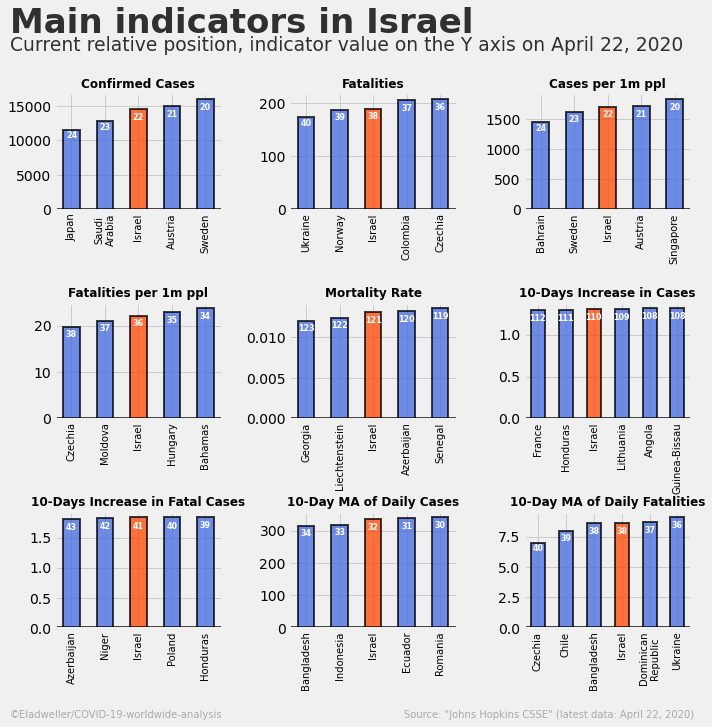 Main indicators in Israel
Current relative position, indicator value on the Y axis on April 22, 2020
Confirmed Cases
15000
10000
5000
0
24
23
22
21
20
Japan
Saudi
Arabia
Israel
Austria
Sweden
Fatalities
200
100
0
40
39
38
37
36
Ukraine
Norway
Israel
Colombia
Czechia
Cases per 1m ppl
1500
1000
500
0
24
23
22
21
20
Bahrain
Sweden
Israel
Austria
Singapore
Fatalities per 1m ppl
20
10
0
38
37
36
35
34
Czechia
Moldova
Israel
Hungary
Bahamas
Mortality Rate
0.010
0.005
0.000
123
122
121
120
119
Georgia
Liechtenstein
Israel
Azerbaijan
Senegal
10-Days Increase in Cases
1.0
0.5
0.0
112
111
110
109
108
108
France
Honduras
Israel
Lithuania
Angola
Guinea-Bissau
10-Days Increase in Fatal Cases
1.5
1.0
0.5
0.0
43
42
41
40
39
Azerbaijan
Niger
Israel
Poland
Honduras
10-Day MA of Daily Cases
300
200
100
0
34
33
32
31
30
Bangladesh
Indonesia
Israel
Ecuador
Romania
10-Day MA of Daily Fatalities
7.5
5.0
2.5
0.0
40
39
38
38
37
36
Czechia
Chile
Bangladesh
Israel
Dominican
Republic
Ukraine
©Eladweller/COVID-19-worldwide-analysis
Source: "Johns Hopkins CSSE" (latest data: April 22, 2020)